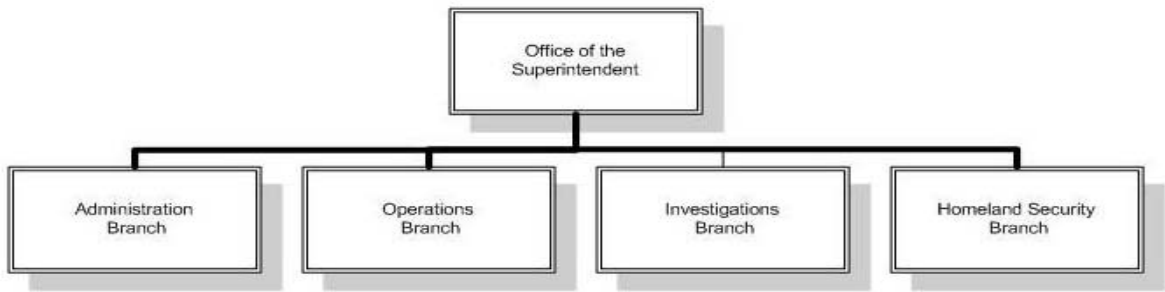 Office of the
Superintendent
Administration
Branch
Operations
Branch
Investigations
Branch
Homeland Security
Branch